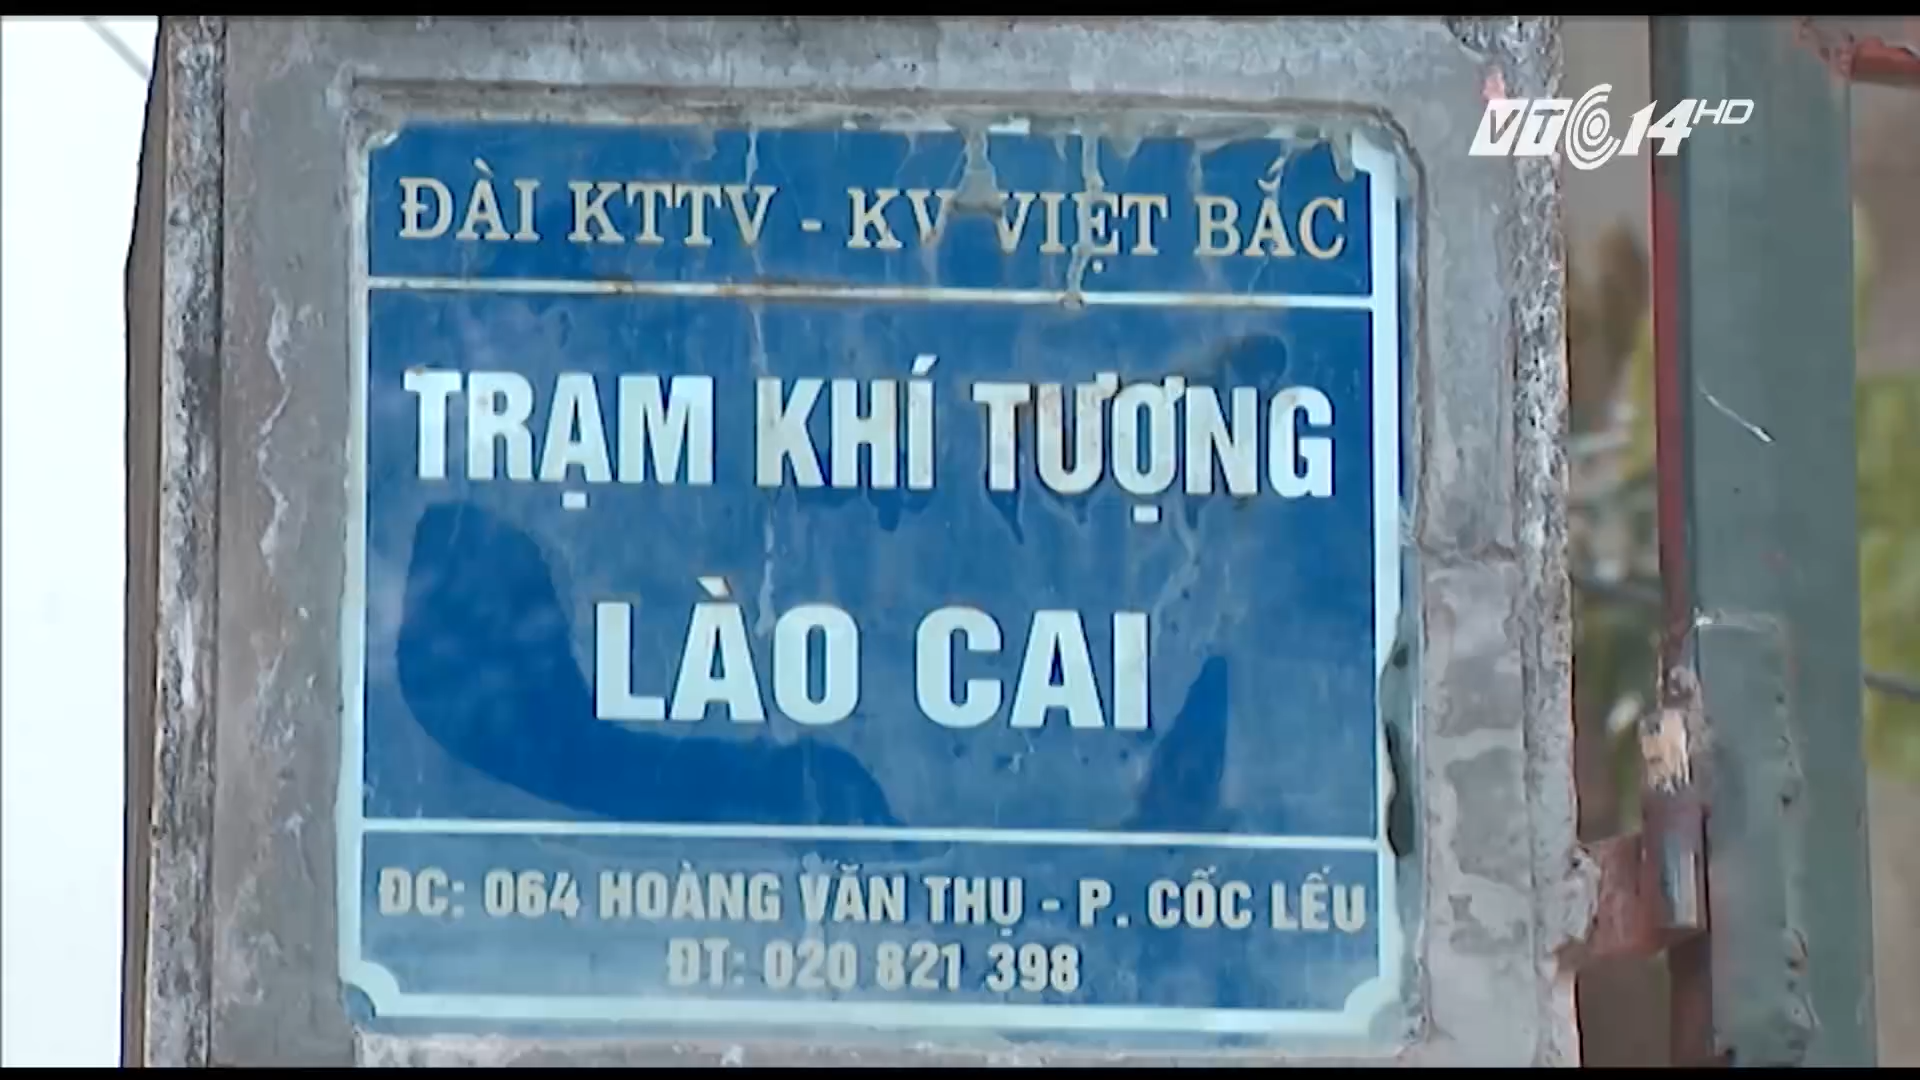 VTC14HD
ĐÀI KTTV - KV VIỆT BẮC
TRẠM KHÍ TƯỢNG
LÀO CAI
ĐC: 064 HOÀNG VĂN THỤ - P. CỐC LẾU
ĐT: 020 821 398